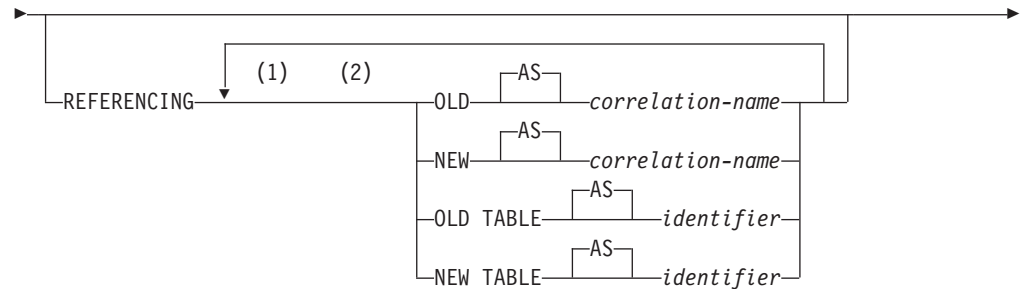 (1) (2)
AS
REFERENCING OLD correlation-name
AS
NEW correlation-name
AS
OLD TABLE identifier
AS
NEW TABLE identifier